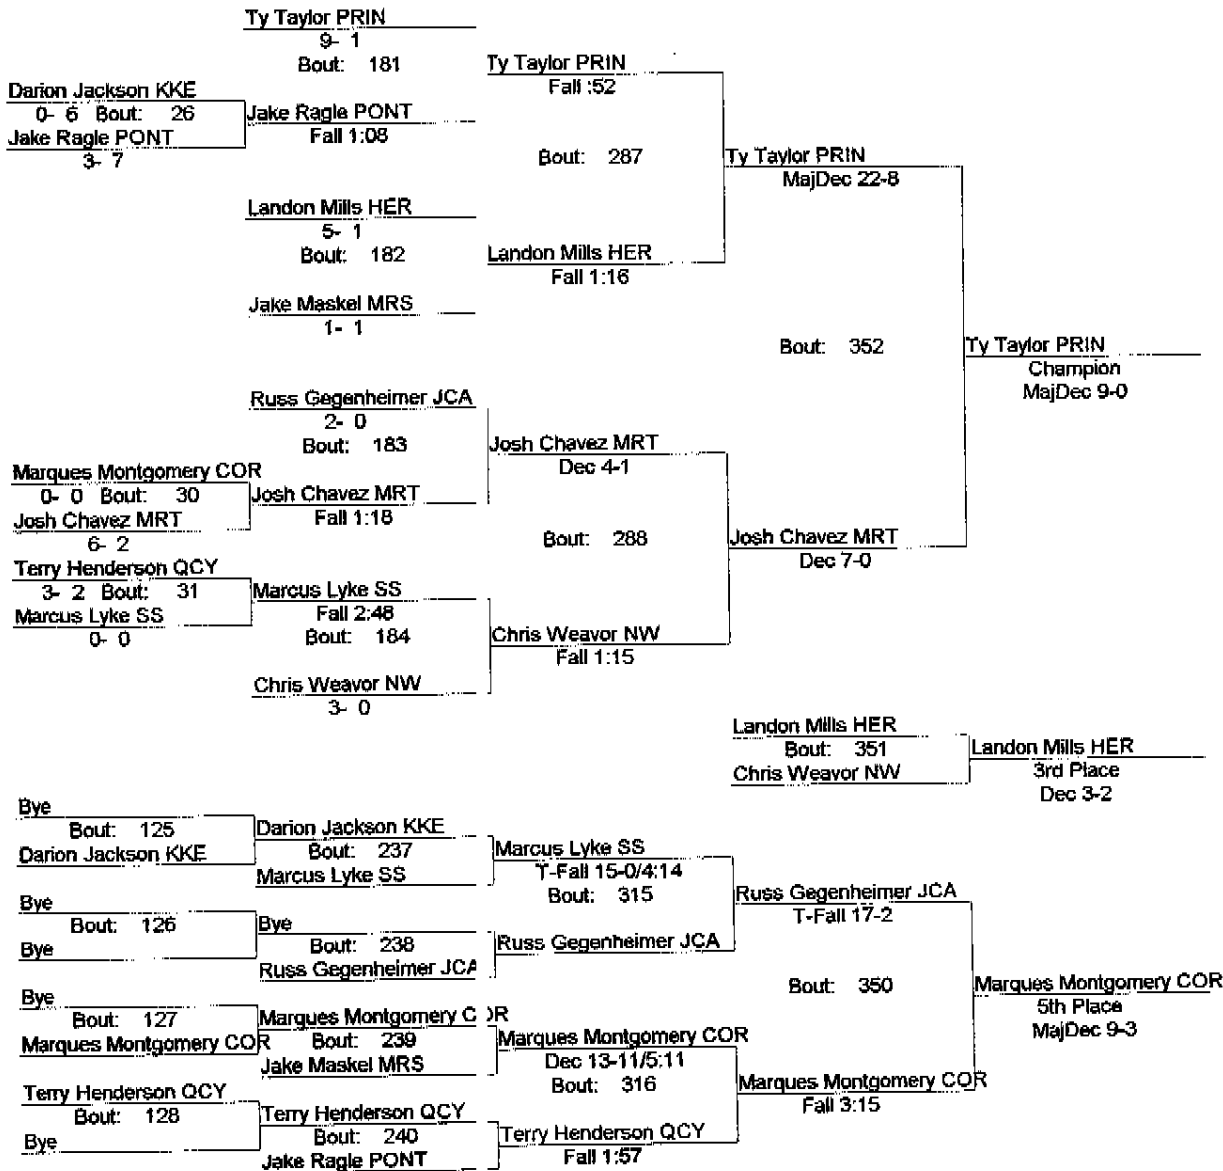 Ty Taylor PRIN
9- 1
Bout: 181
Ty Taylor PRIN
Fall :52
Darion Jackson KKE
0- 6 Bout: 26
Jake Ragle PONT
3- 7
Jake Ragle PONT
Fall 1:08
Bout: 287
Ty Taylor PRIN
MajDec 22-8
Landon Mills HER
5- 1
Bout: 182
Landon Mills HER
Fall 1:16
Jake Maskel MRS
1- 1
Bout: 352
Ty Taylor PRIN
Champion
MajDec 9-0
Russ Gegenheimer JCA
2- 0
Bout: 183
Josh Chavez MRT
Dec 4-1
Marques Montgomery COR
0- 0 Bout: 30
Josh Chavez MRT
6- 2
Josh Chavez MRT
Fall 1:18
Bout: 288
Josh Chavez MRT
Dec 7-0
Terry Henderson QCY
3- 2 Bout: 31
Marcus Lyke SS
0- 0
Marcus Lyke SS
Fall 2:48
Bout: 184
Chris Weavor NW
Fall 1:15
Chris Weavor NW
3- 0
Landon Mills HER
Bout: 351
Chris Weavor NW
Landon Mills HER
3rd Place
Dec 3-2
Bye
Bout: 125
Darion Jackson KKE
Darion Jackson KKE
Bout: 237
Marcus Lyke SS
Marcus Lyke SS
T-Fall 15-0/4:14
Bout: 315
Russ Gegenheimer JCA
T-Fall 17-2
Bye
Bout: 126
Bye
Bye
Bout: 238
Russ Gegenheimer JCA
Russ Gegenheimer JCA
Bout: 350
Marques Montgomery COR
5th Place
MajDec 9-3
Bye
Bout: 127
Marques Montgomery COR
Marques Montgomery COR
Bout: 239
Jake Maskel MRS
Marques Montgomery COR
Dec 13-11/5:11
Bout: 316
Marques Montgomery COR
Fall 3:15
Terry Henderson QCY
Bout: 128
Bye
Terry Henderson QCY
Bout: 240
Jake Ragle PONT
Terry Henderson QCY
Fall 1:57